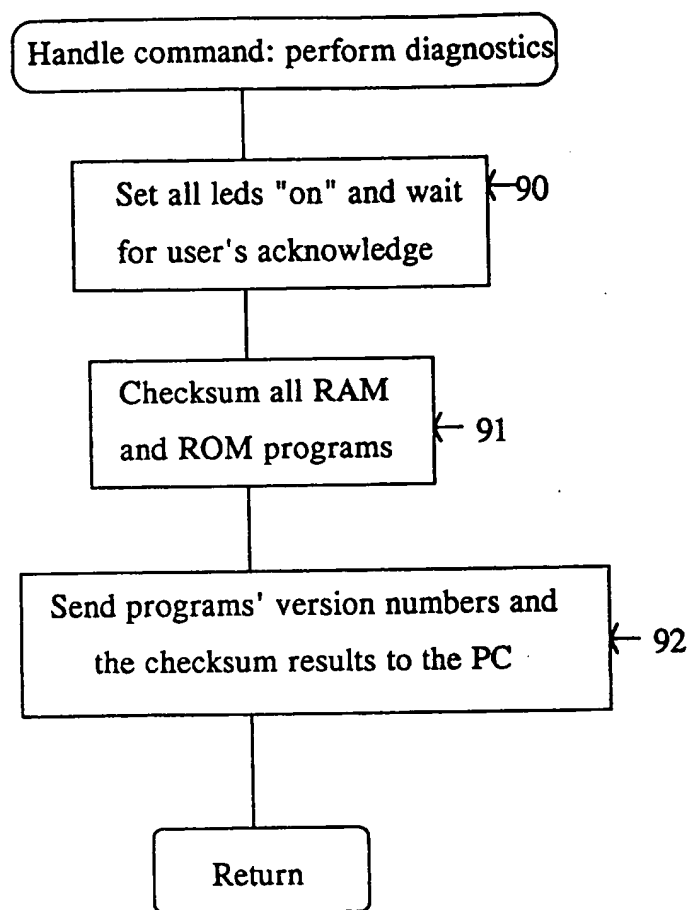 Handle command: perform diagnostics
Set all leds "on" and wait
for user's acknowledge
90
Checksum all RAM
and ROM programs
91
Send programs' version numbers and
the checksum results to the PC
92
Return